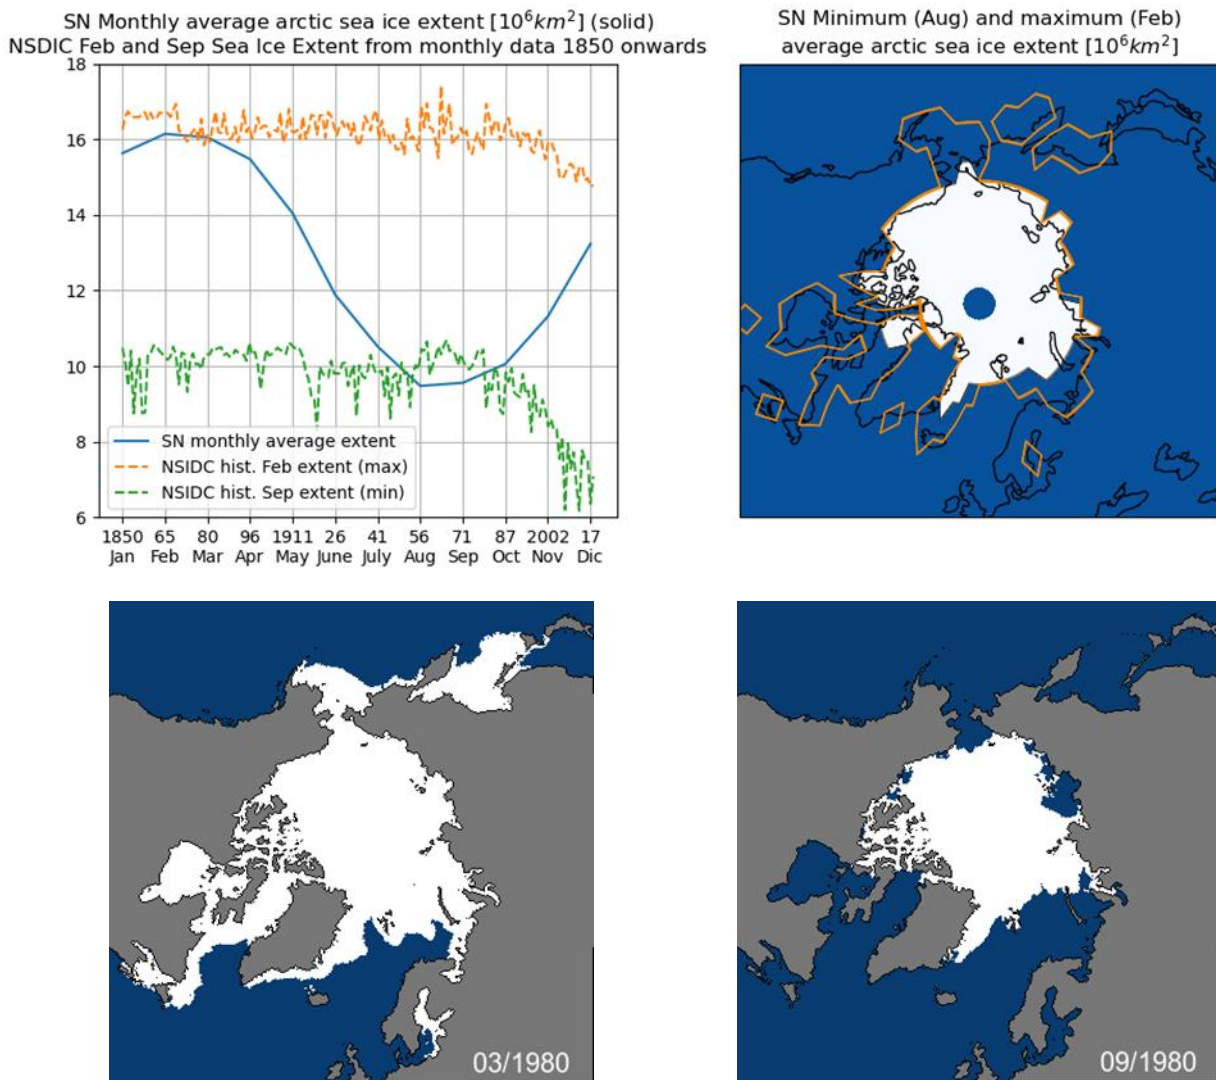 SN Monthly average arctic sea ice extent [10⁶km²] (solid)
NSDIC Feb and Sep Sea Ice Extent from monthly data 1850 onwards
18
16
14
12
10
8
6
SN monthly average extent
NSIDC hist. Feb extent (max)
NSIDC hist. Sep extent (min)
1850 65 80 96 1911 26 41 56 71 87 2002 17
Jan Feb Mar Apr May June July Aug Sep Oct Nov Dic
SN Minimum (Aug) and maximum (Feb)
average arctic sea ice extent [10⁶km²]
03/1980
09/1980